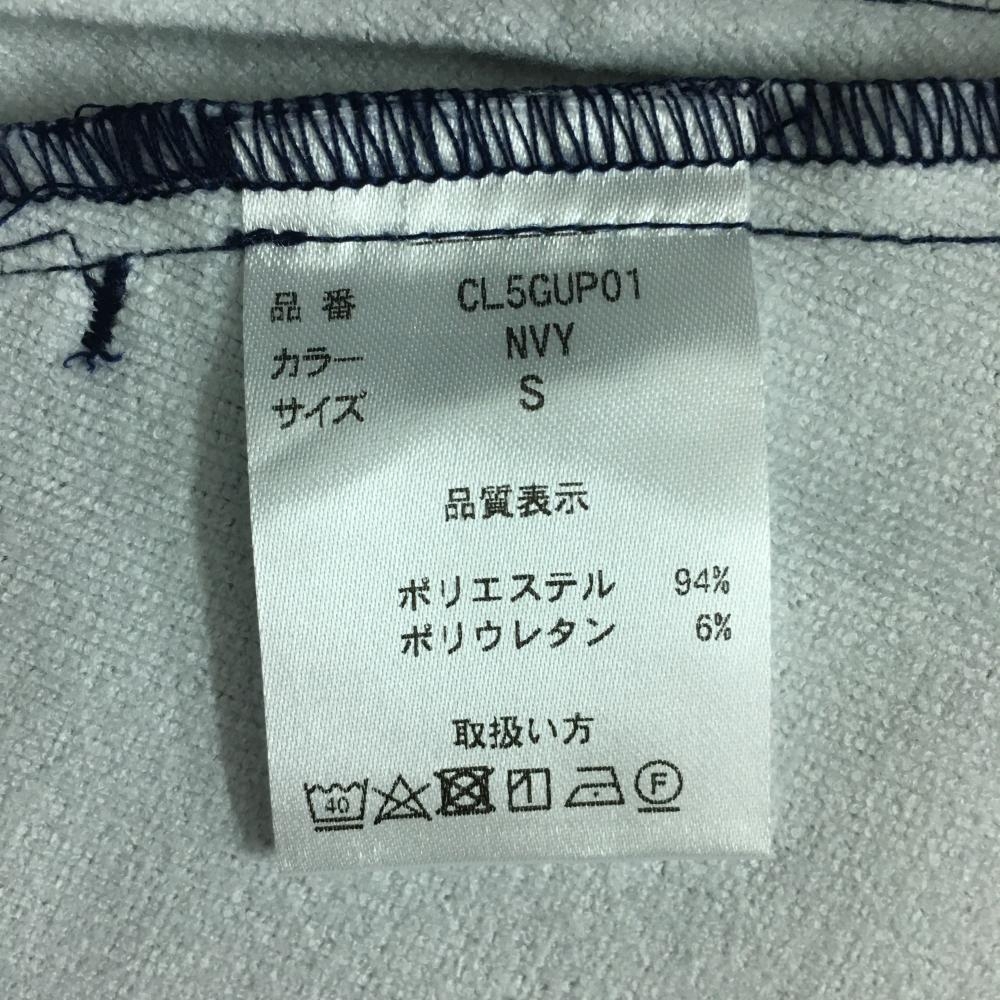 品番 CL5GUP01
カラー NVY
サイズ S
品質表示
ポリエステル 94%
ポリウレタン 6%
取扱い方
40 F